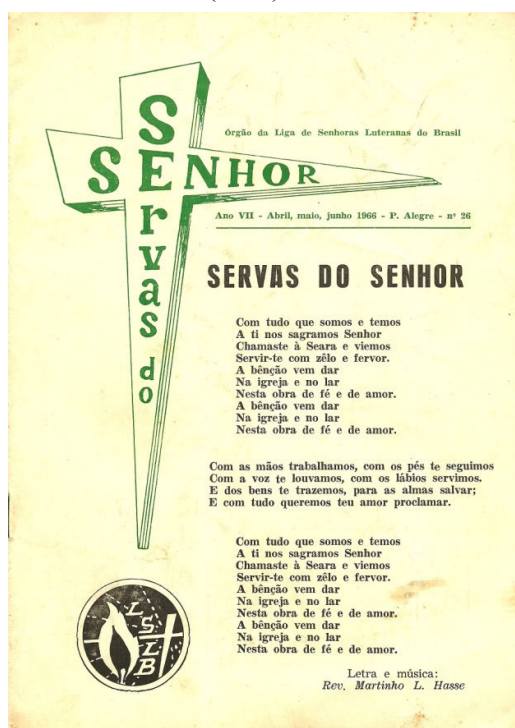 Órgão da Liga de Senhoras Luteranas do Brasil
SENHOR
SErvas do
Ano VII - Abril, maio, junho 1966 - P. Alegre - nº 26
SERVAS DO SENHOR
Com tudo que somos e temos
A ti nos sagramos Senhor
Chamaste à Seara e viemos
Servir-te com zêlo e fervor.
A bênção vem dar
Na igreja e no lar
Nesta obra de fé e de amor.
A bênção vem dar
Na igreja e no lar
Nesta obra de fé e de amor.
Com as mãos trabalhamos, com os pés te seguimos
Com a voz te louvamos, com os lábios servimos.
E dos bens te trazemos, para as almas salvar;
E com tudo queremos teu amor proclamar.
Com tudo que somos e temos
A ti nos sagramos Senhor
Chamaste à Seara e viemos
Servir-te com zêlo e fervor.
A bênção vem dar
Na igreja e no lar
Nesta obra de fé e de amor.
A bênção vem dar
Na igreja e no lar
Nesta obra de fé e de amor.
LSLB
Letra e música:
Rev. Martinho L. Hasse